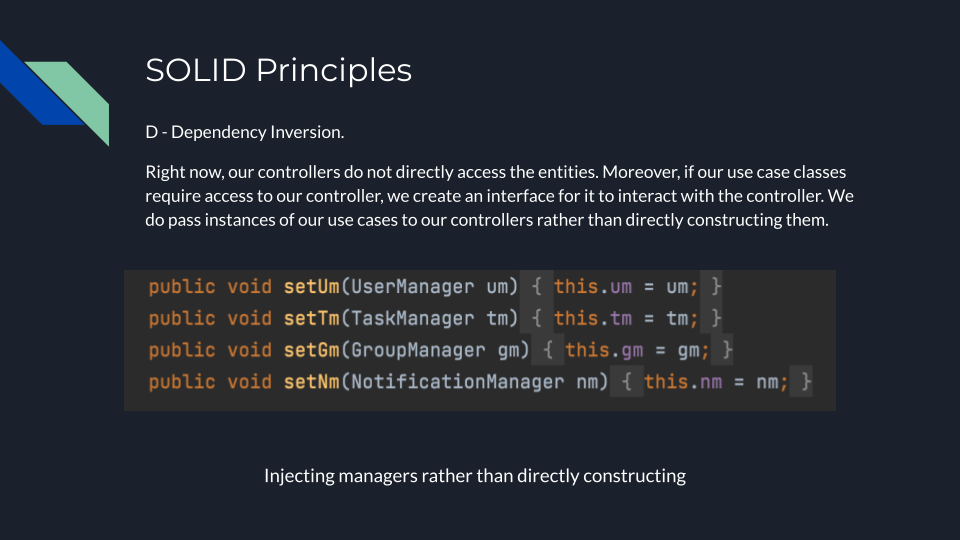 SOLID Principles
D - Dependency Inversion.
Right now, our controllers do not directly access the entities. Moreover, if our use case classes
require access to our controller, we create an interface for it to interact with the controller. We
do pass instances of our use cases to our controllers rather than directly constructing them.
public void setUm(UserManager um) { this.um = um; }
public void setTm(TaskManager tm) { this.tm = tm; }
public void setGm(GroupManager gm) { this.gm = gm; }
public void setNm(NotificationManager nm) { this.nm = nm; }
Injecting managers rather than directly constructing